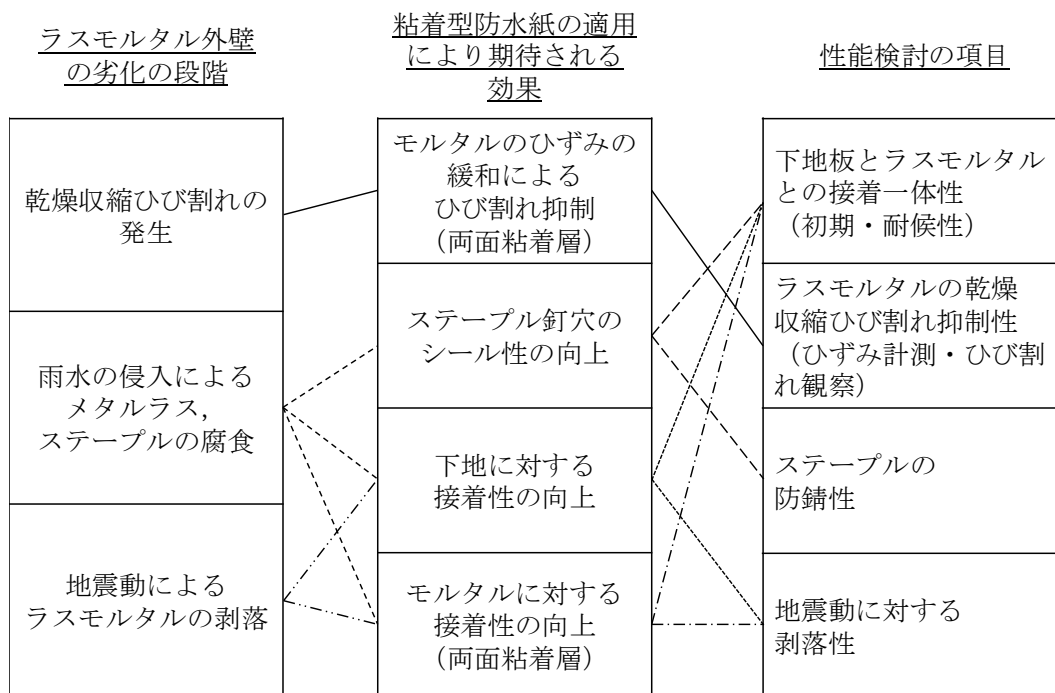 ラスモルタル外壁
の劣化の段階
乾燥収縮ひび割れの
発生
雨水の侵入による
メタルラス，
ステープルの腐食
地震動による
ラスモルタルの剥落
粘着型防水紙の適用
により期待される
効果
モルタルのひずみの
緩和による
ひび割れ抑制
（両面粘着層）
ステープル釘穴の
シール性の向上
下地に対する
接着性の向上
モルタルに対する
接着性の向上
（両面粘着層）
性能検討の項目
下地板とラスモルタル
との接着一体性
（初期・耐候性）
ラスモルタルの乾燥
収縮ひび割れ抑制性
（ひずみ計測・ひび割
れ観察）
ステープルの
防錆性
地震動に対する
剥落性